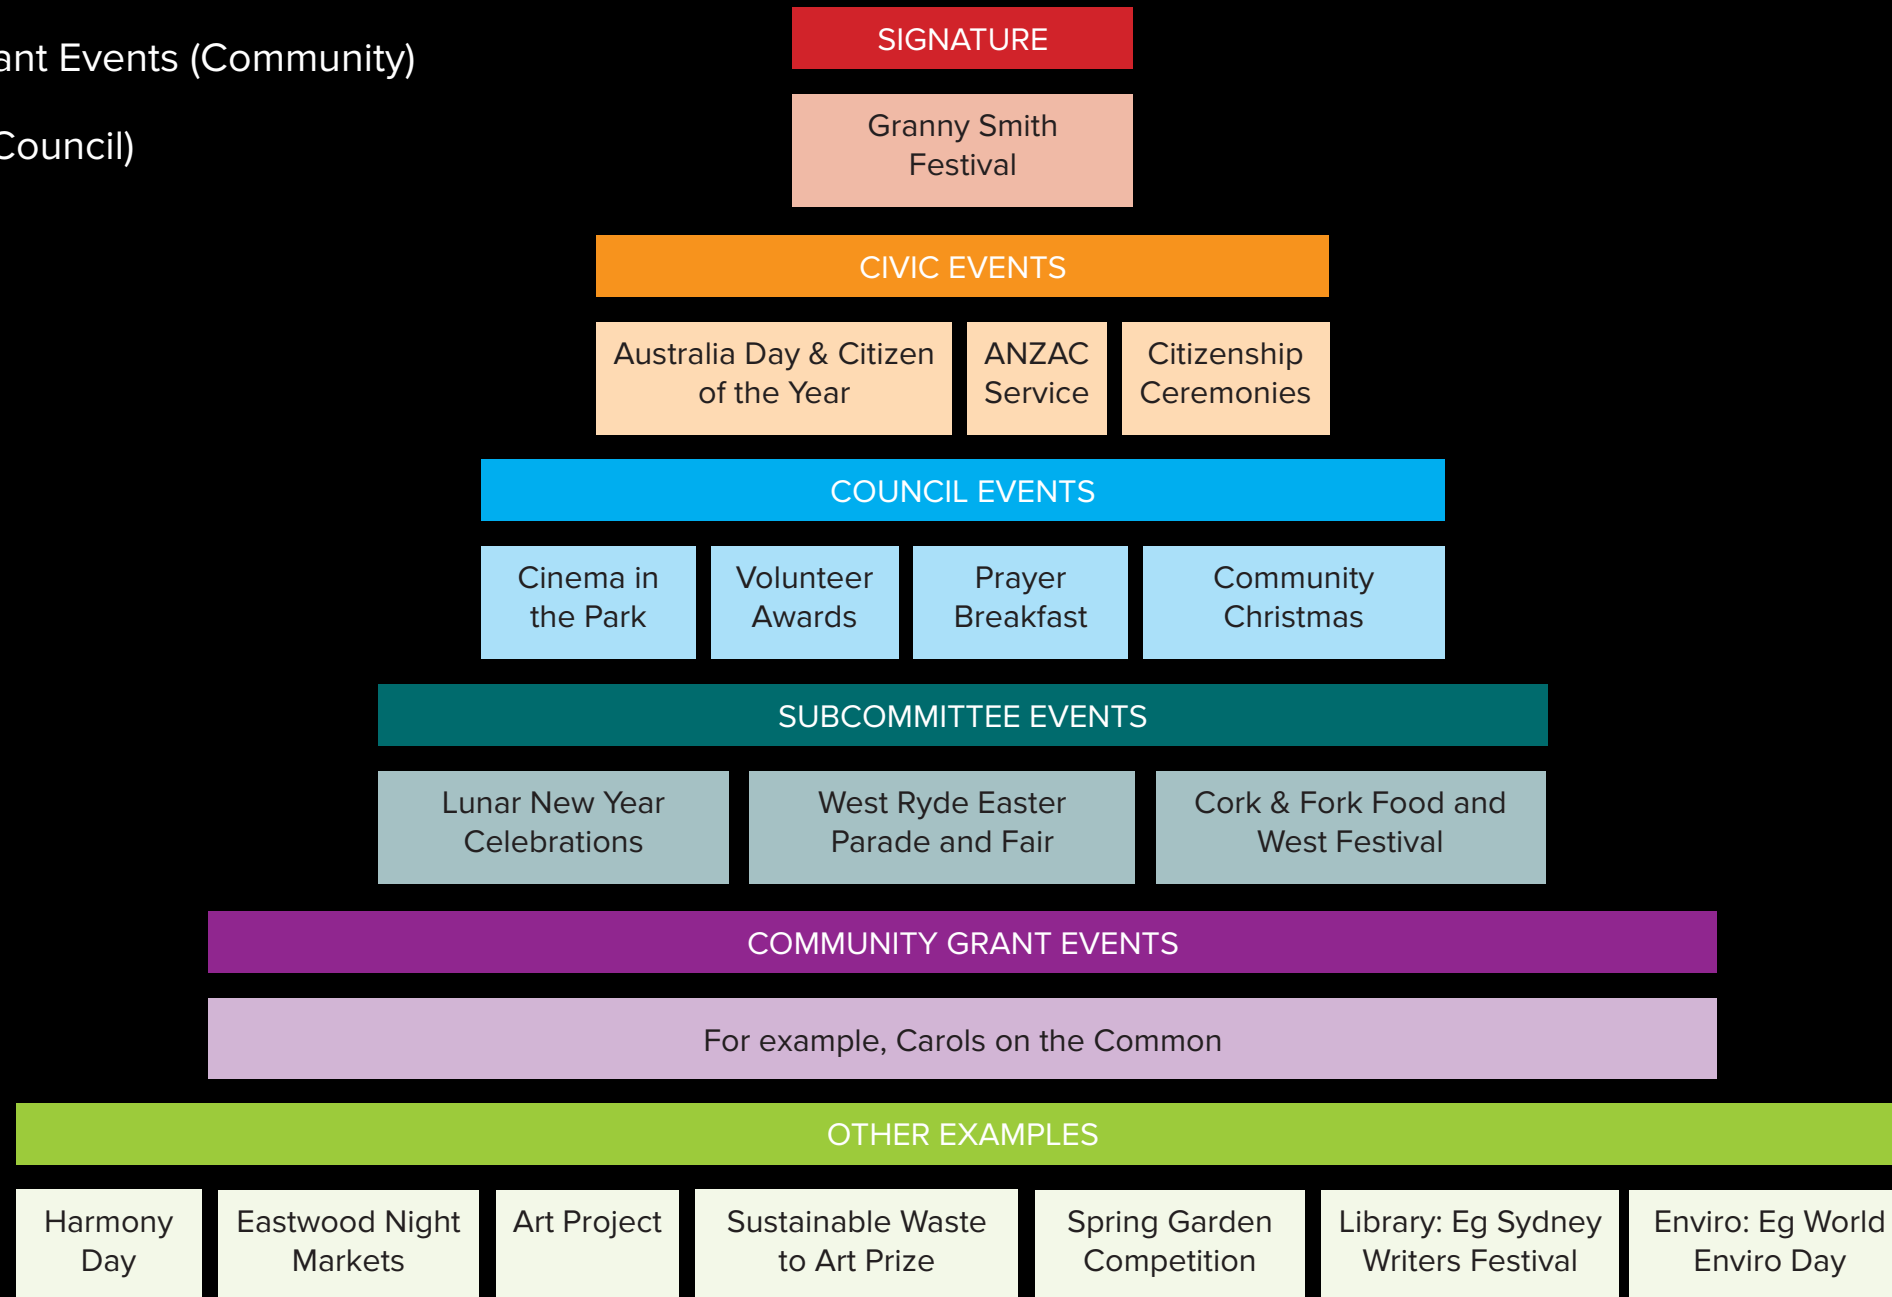 ant Events (Community)
Council)
SIGNATURE
Granny Smith
Festival
CIVIC EVENTS
Australia Day & Citizen
of the Year
ANZAC
Service
Citizenship
Ceremonies
COUNCIL EVENTS
Cinema in
the Park
Volunteer
Awards
Prayer
Breakfast
Community
Christmas
SUBCOMMITTEE EVENTS
Lunar New Year
Celebrations
West Ryde Easter
Parade and Fair
Cork & Fork Food and
West Festival
COMMUNITY GRANT EVENTS
For example, Carols on the Common
OTHER EXAMPLES
Harmony
Day
Eastwood Night
Markets
Art Project
Sustainable Waste
to Art Prize
Spring Garden
Competition
Library: Eg Sydney
Writers Festival
Enviro: Eg World
Enviro Day